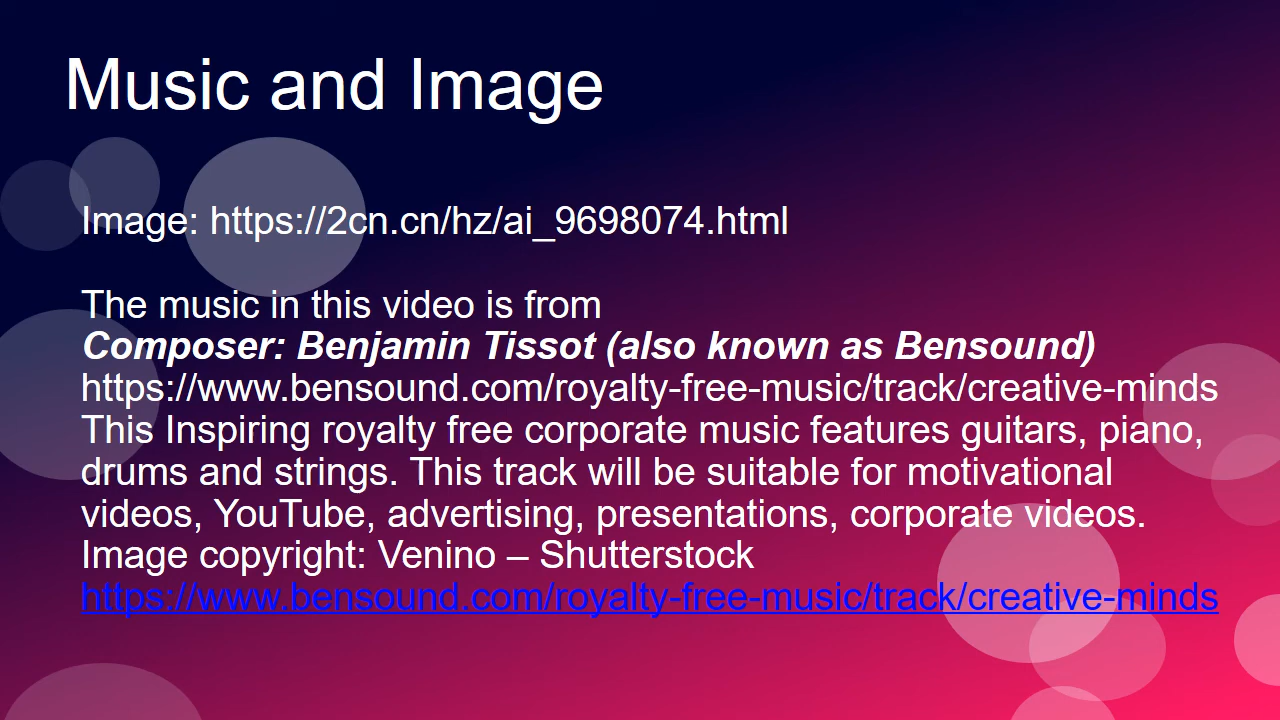 Music and Image
Image: https://2cn.cn/hz/ai_9698074.html
The music in this video is from
Composer: Benjamin Tissot (also known as Bensound)
https://www.bensound.com/royalty-free-music/track/creative-minds
This Inspiring royalty free corporate music features guitars, piano,
drums and strings. This track will be suitable for motivational
videos, YouTube, advertising, presentations, corporate videos.
Image copyright: Venino – Shutterstock
https://www.bensound.com/royalty-free-music/track/creative-minds